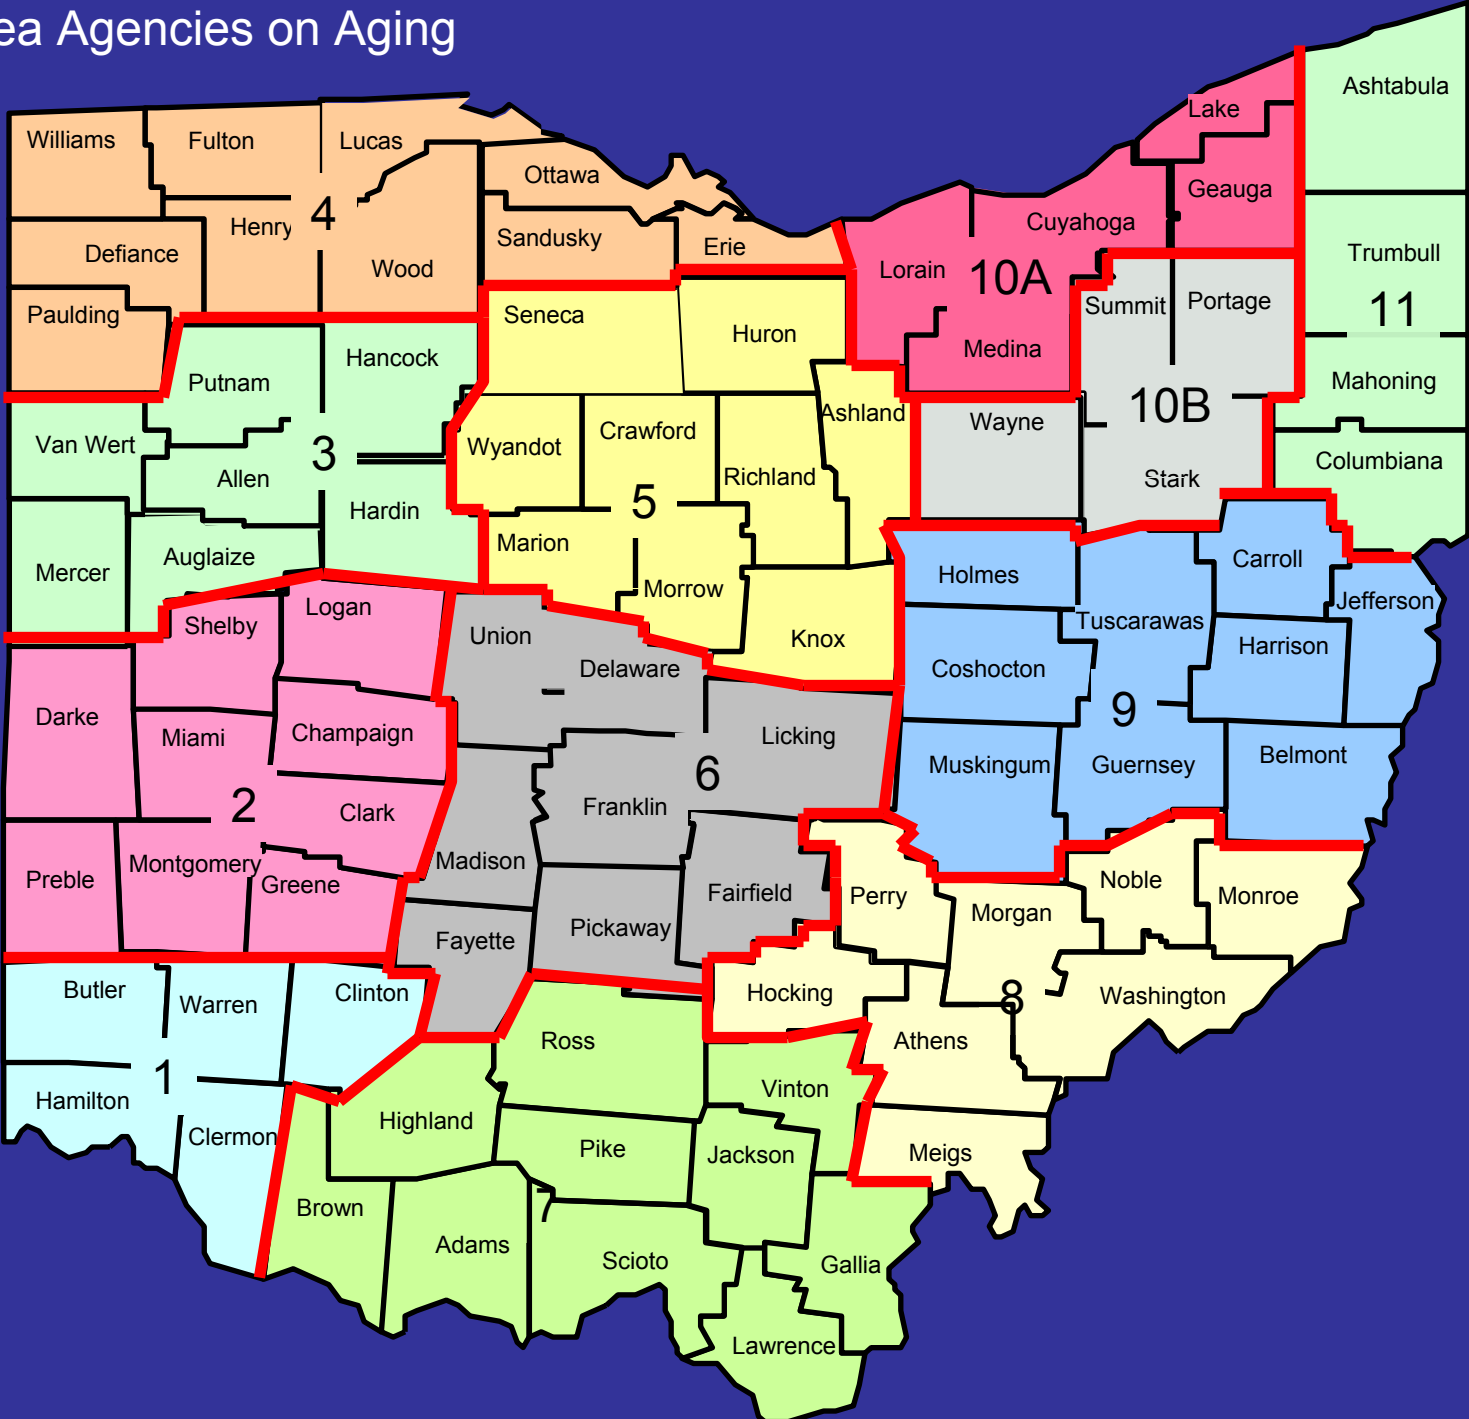 ea Agencies on Aging
Williams
Fulton
Lucas
Ottawa
Henry
4
Defiance
Wood
Sandusky
Erie
Paulding
Lake
Geauga
Cuyahoga
Lorain
10A
Medina
Ashtabula
Trumbull
11
Mahoning
Columbiana
Summit
Portage
10B
Wayne
Stark
Putnam
Hancock
Van Wert
3
Allen
Hardin
Auglaize
Mercer
Seneca
Huron
Ashland
Wyandot
Crawford
Richland
5
Marion
Morrow
Knox
Holmes
Carroll
Jefferson
Tuscarawas
Harrison
Coshocton
9
Muskingum
Guernsey
Belmont
Shelby
Logan
Darke
Miami
Champaign
2
Clark
Montgomery
Preble
Greene
Union
Delaware
Licking
6
Franklin
Madison
Fairfield
Fayette
Pickaway
Perry
Noble
Monroe
Morgan
Hocking
8
Washington
Athens
Meigs
Butler
Warren
Clinton
1
Hamilton
Clermon
Ross
Vinton
Highland
Pike
Jackson
7
Brown
Adams
Scioto
Gallia
Lawrence